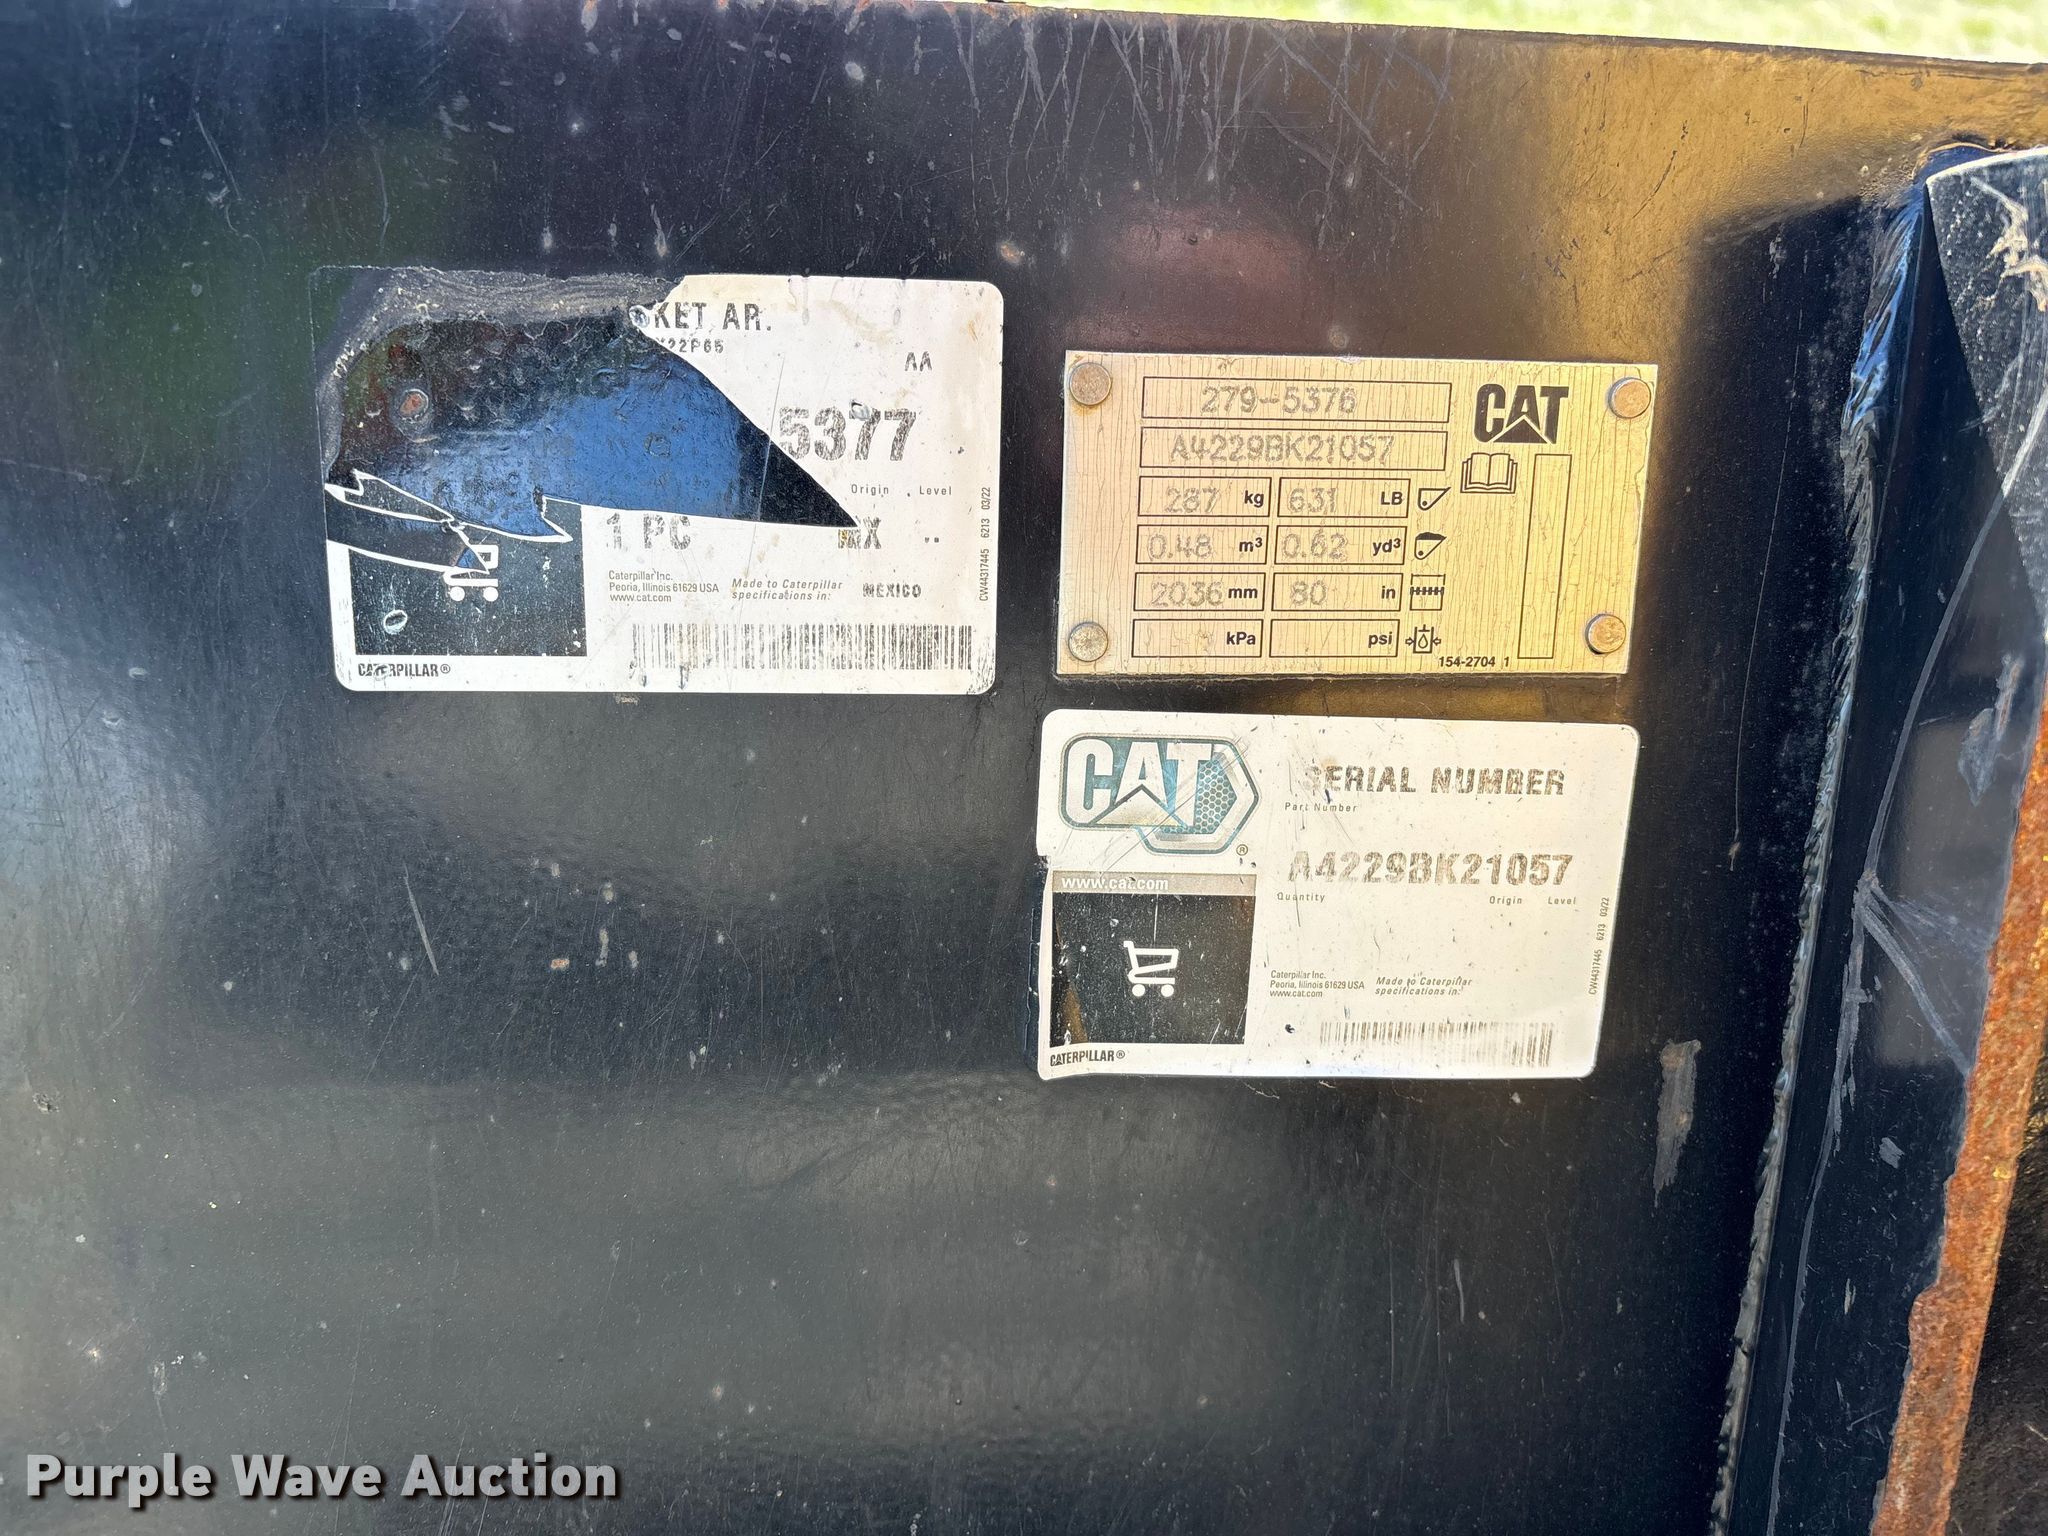 KET AR.
22P65
AA
5377
Origin Level
1 PC MX --
Caterpillar Inc.
Peoria, Illinois 61629 USA
www.cat.com
Made to Caterpillar
specifications in:
MEXICO
CATERPILLAR®
CW44317445 6213 03/22
279-5376
CAT
A4229BK21057
287 kg 631 LB
0.48 m³ 0.62 yd³
2036 mm 80 in
kPa psi
154-2704 1
CAT®
SERIAL NUMBER
Part Number
A4229BK21057
www.cat.com
Quantity Origin Level
Caterpillar Inc.
Peoria, Illinois 61629 USA
www.cat.com
Made to Caterpillar
specifications in:
CATERPILLAR®
CW44317445 6213 03/22
Purple Wave Auction